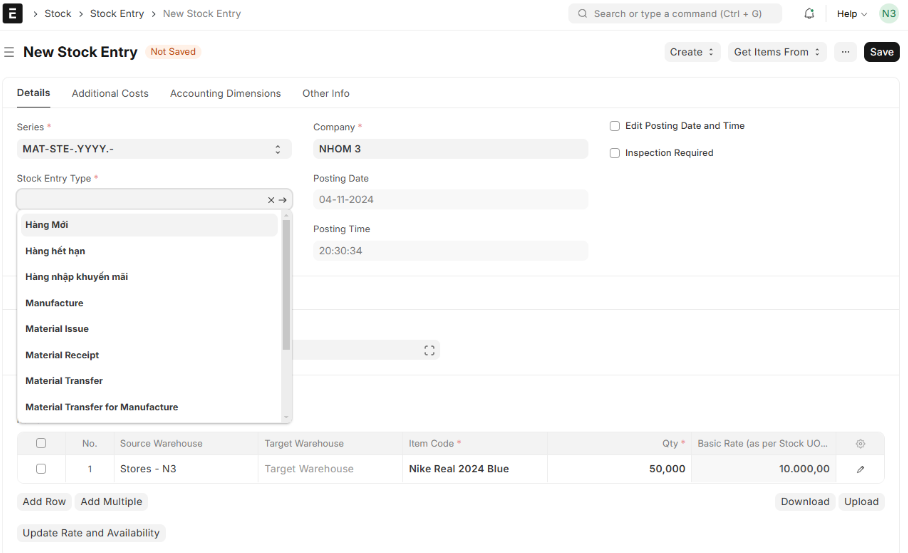 E Stock Stock Entry New Stock Entry Search or type a command (Ctrl + G) Help N3
New Stock Entry Not Saved Create Get Items From ... Save
Details Additional Costs Accounting Dimensions Other Info
Series * Company * Edit Posting Date and Time
MAT-STE-.YYYY.- NHOM 3 Inspection Required
Stock Entry Type * Posting Date
04-11-2024
Hàng Mới Posting Time
Hàng hết hạn 20:30:34
Hàng nhập khuyến mãi
Manufacture
Material Issue
Material Receipt
Material Transfer
Material Transfer for Manufacture
No. Source Warehouse Target Warehouse Item Code * Qty * Basic Rate (as per Stock UO...
1 Stores - N3 Target Warehouse Nike Real 2024 Blue 50,000 10.000,00
Add Row Add Multiple Download Upload
Update Rate and Availability